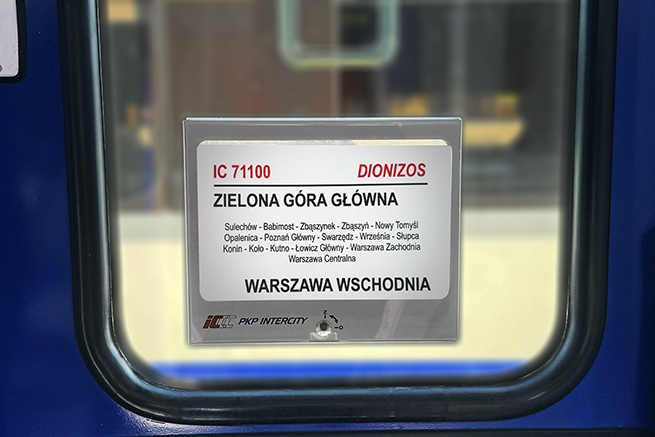 IC 71100 DIONIZOS
ZIELONA GÓRA GŁÓWNA
Sulechów - Babimost - Zbąszynek - Zbąszyń - Nowy Tomyśl
Opalenica - Poznań Główny - Swarzędz - Września - Słupca
Konin - Koło - Kutno - Łowicz Główny - Warszawa Zachodnia
Warszawa Centralna
WARSZAWA WSCHODNIA
IC PKP INTERCITY
Z
O